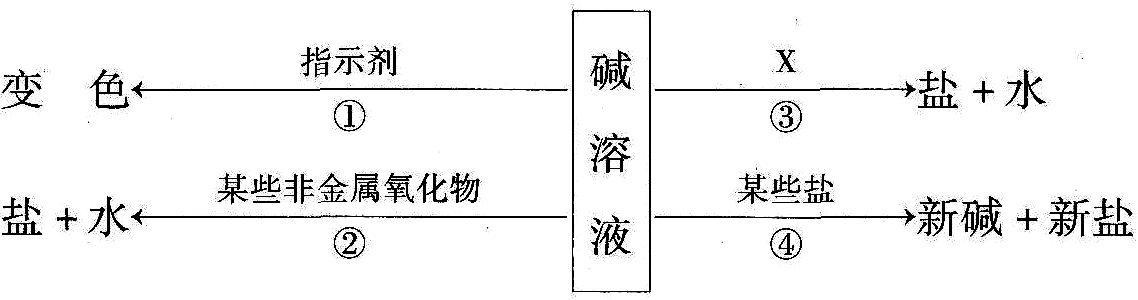 指示剂
X
变 色
碱溶液
盐 + 水
①
③
某些非金属氧化物
某些盐
盐 + 水
新碱 + 新盐
②
④